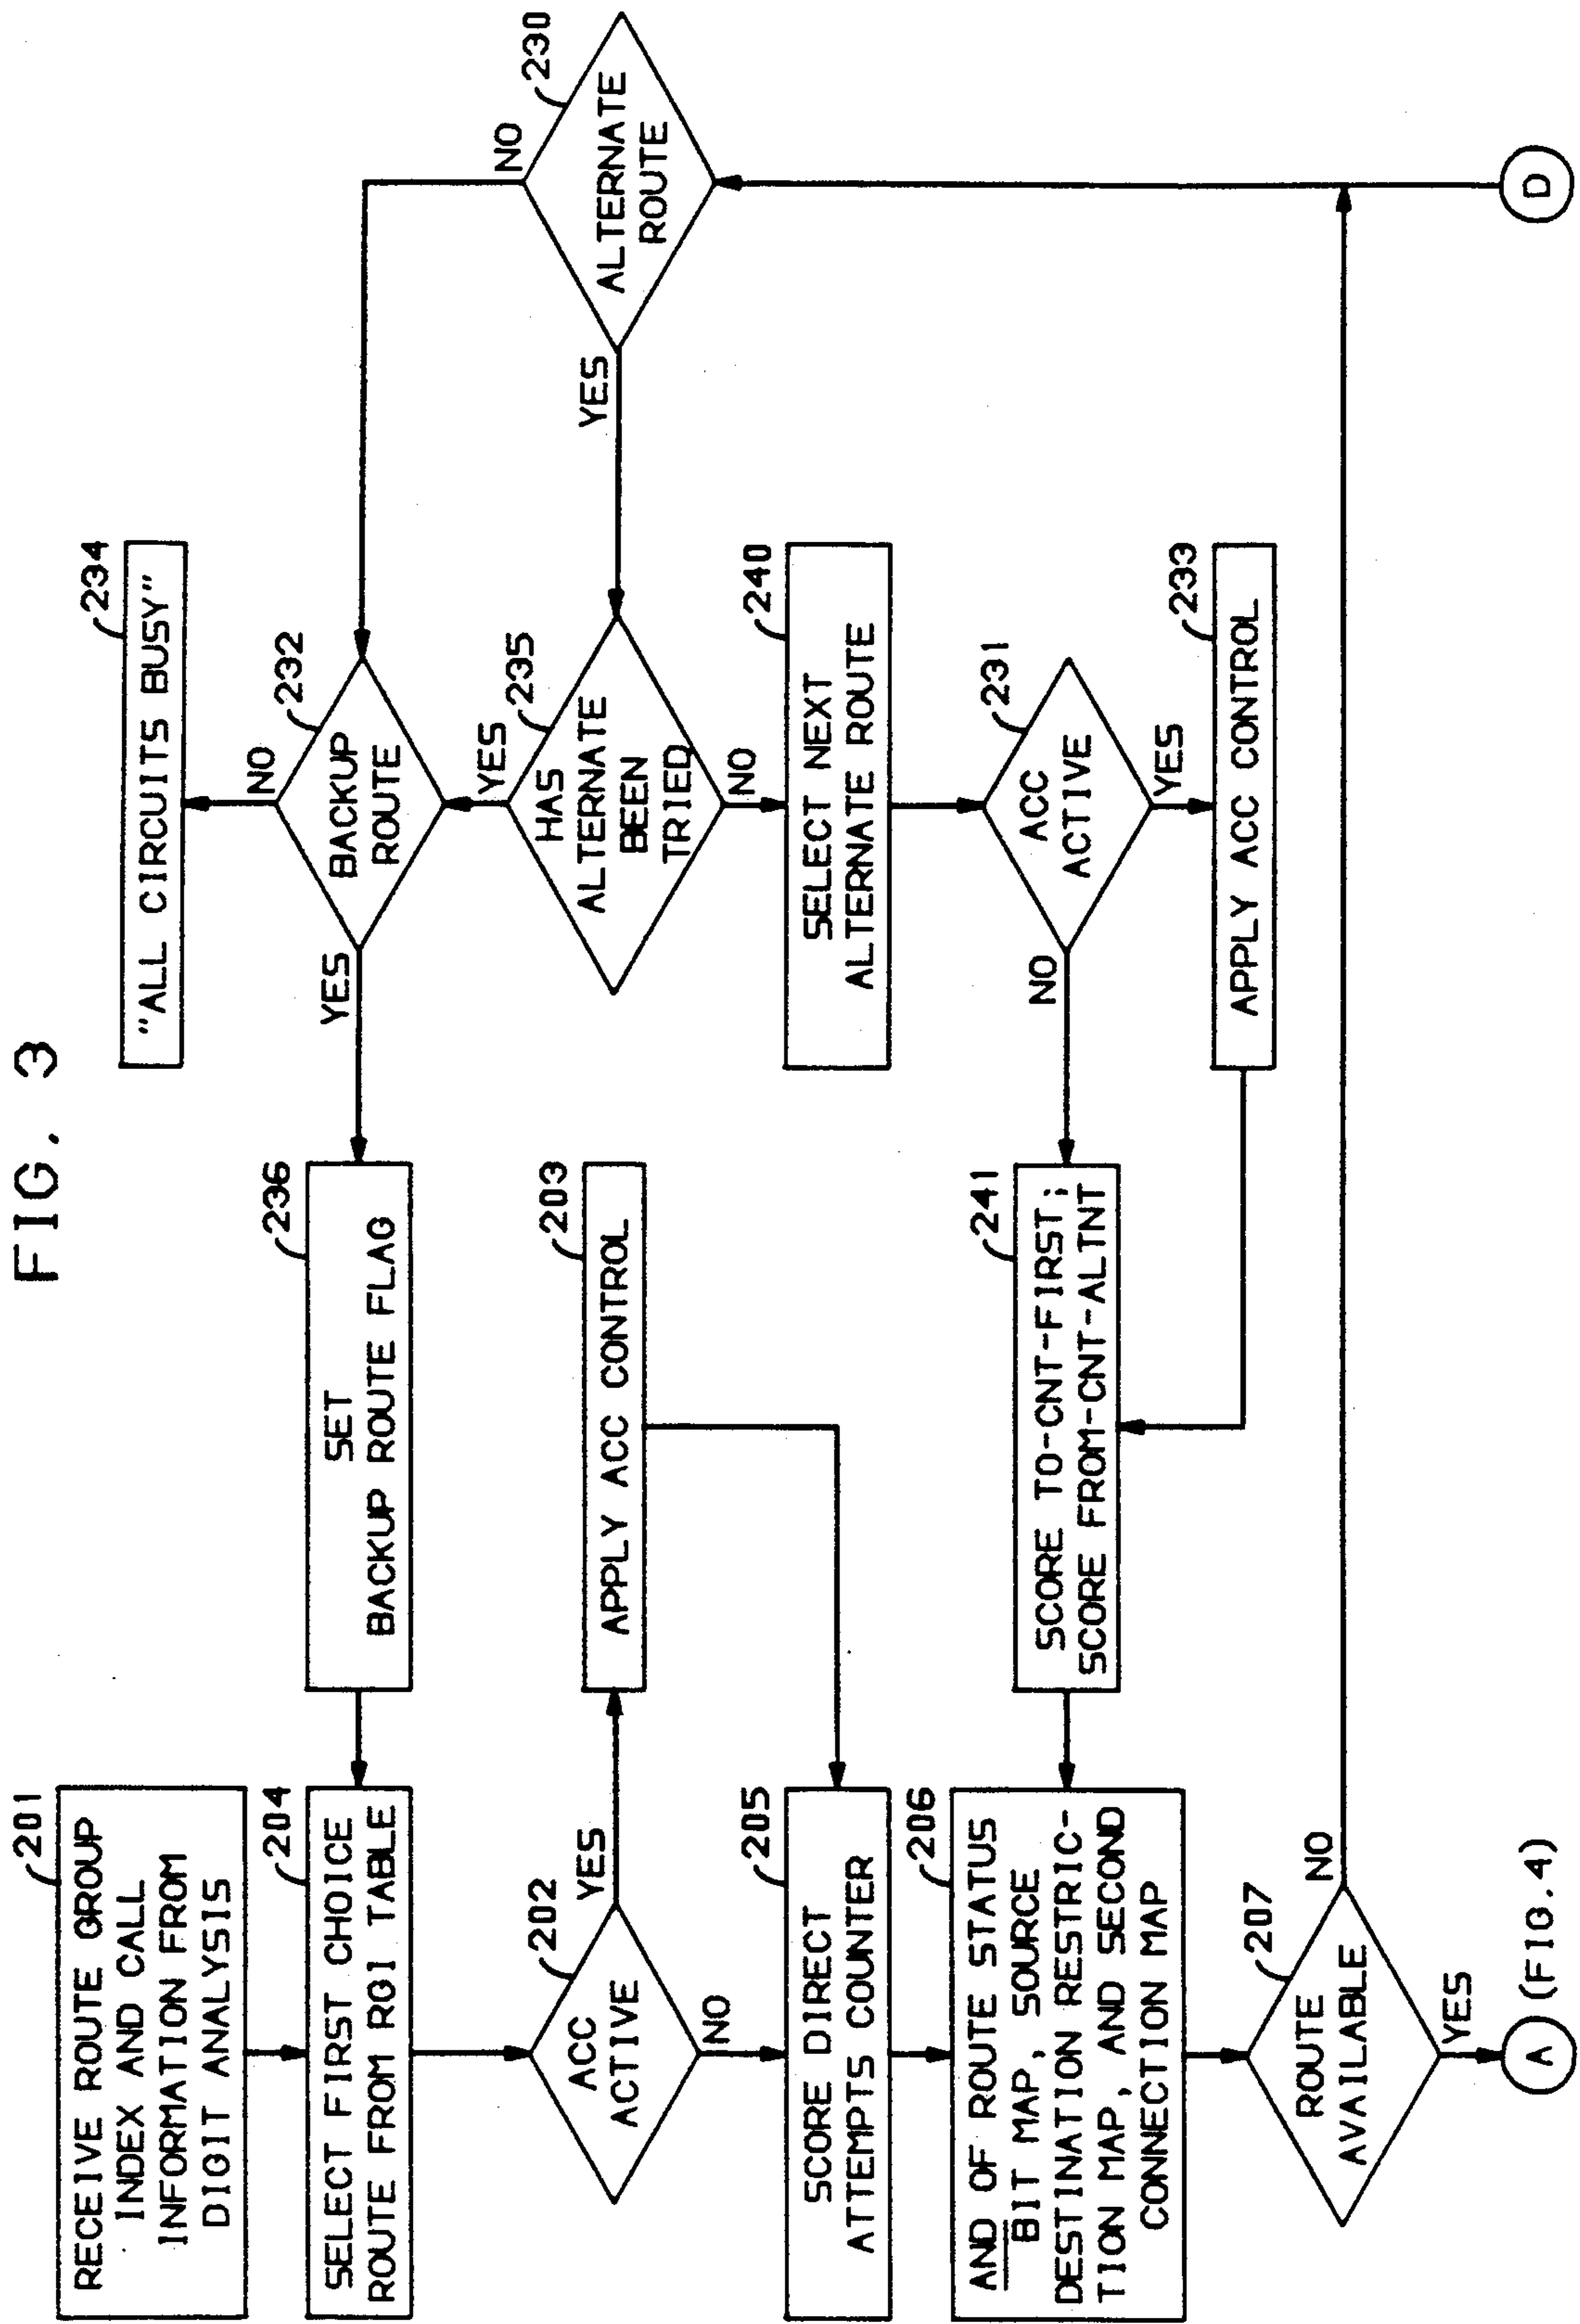 FIG. 3
201
RECEIVE ROUTE GROUP
INDEX AND CALL
INFORMATION FROM
DIGIT ANALYSIS
204
SELECT FIRST CHOICE
ROUTE FROM RGI TABLE
202
ACC
ACTIVE
YES
NO
205
SCORE DIRECT
ATTEMPTS COUNTER
206
AND OF ROUTE STATUS
BIT MAP, SOURCE
DESTINATION RESTRIC-
TION MAP, AND SECOND
CONNECTION MAP
207
ROUTE
AVAILABLE
NO
YES
A (FIG.4)
236
SET
BACKUP ROUTE FLAG
203
APPLY ACC CONTROL
241
SCORE TO-CNT-FIRST;
SCORE FROM-CNT-ALTNT
234
"ALL CIRCUITS BUSY"
NO
232
BACKUP
ROUTE
YES
YES
235
HAS
ALTERNATE
BEEN
TRIED
NO
240
SELECT NEXT
ALTERNATE ROUTE
231
ACC
ACTIVE
NO
YES
233
APPLY ACC CONTROL
230
ALTERNATE
ROUTE
NO
YES
D